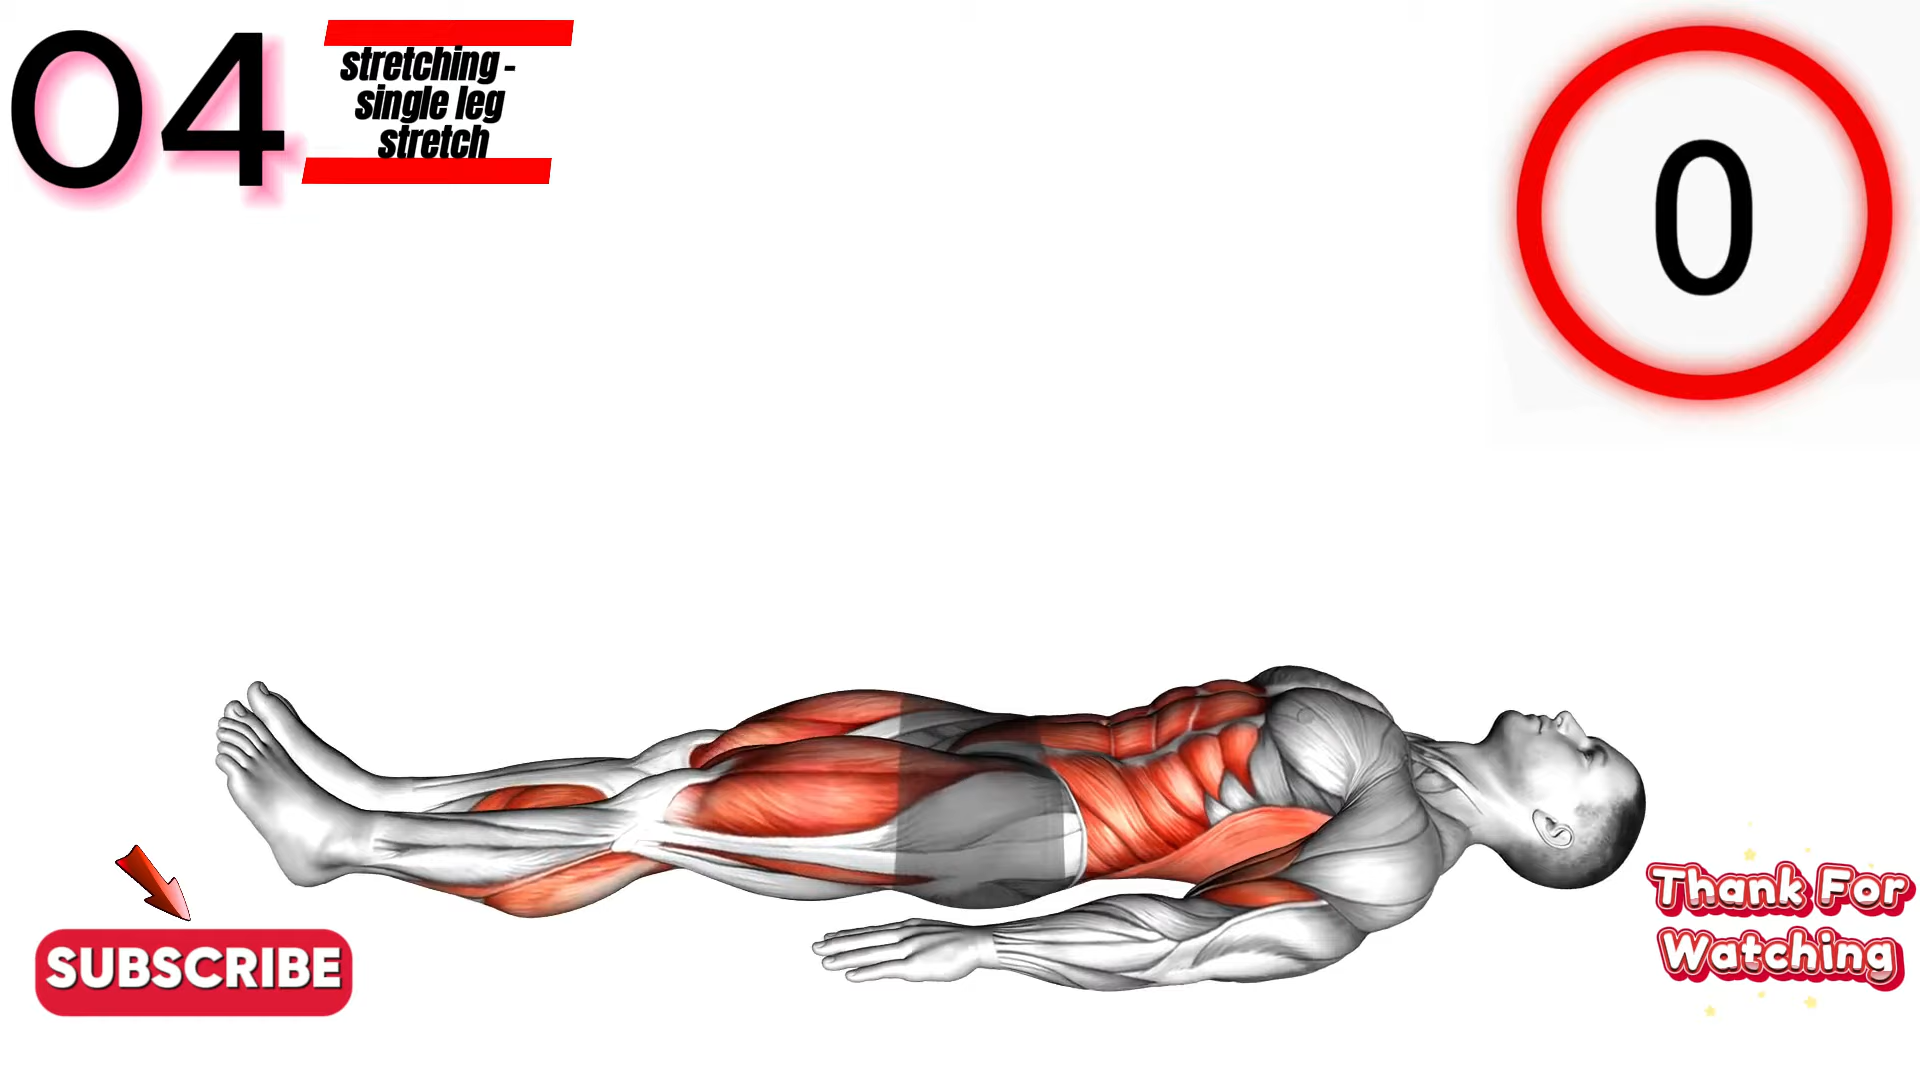 04
stretching -
single leg
stretch
0
SUBSCRIBE
Thank For
Watching